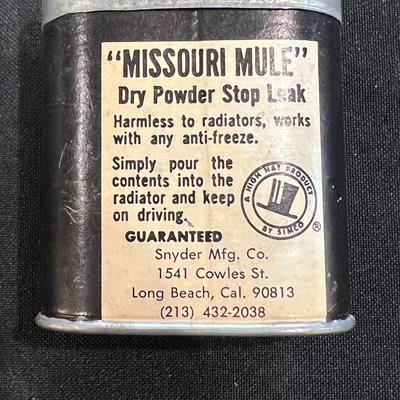 "MISSOURI MULE"
Dry Powder Stop Leak
Harmless to radiators, works
with any anti-freeze.
Simply pour the
contents into the
radiator and keep
on driving.
A HIGH HAT PRODUCT
BY SIMCO
®
GUARANTEED
Snyder Mfg. Co.
1541 Cowles St.
Long Beach, Cal. 90813
(213) 432-2038